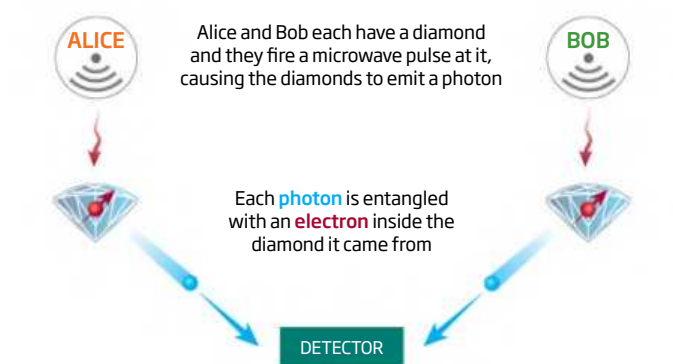 ALICE
BOB
Alice and Bob each have a diamond
and they fire a microwave pulse at it,
causing the diamonds to emit a photon
Each photon is entangled
with an electron inside the
diamond it came from
DETECTOR